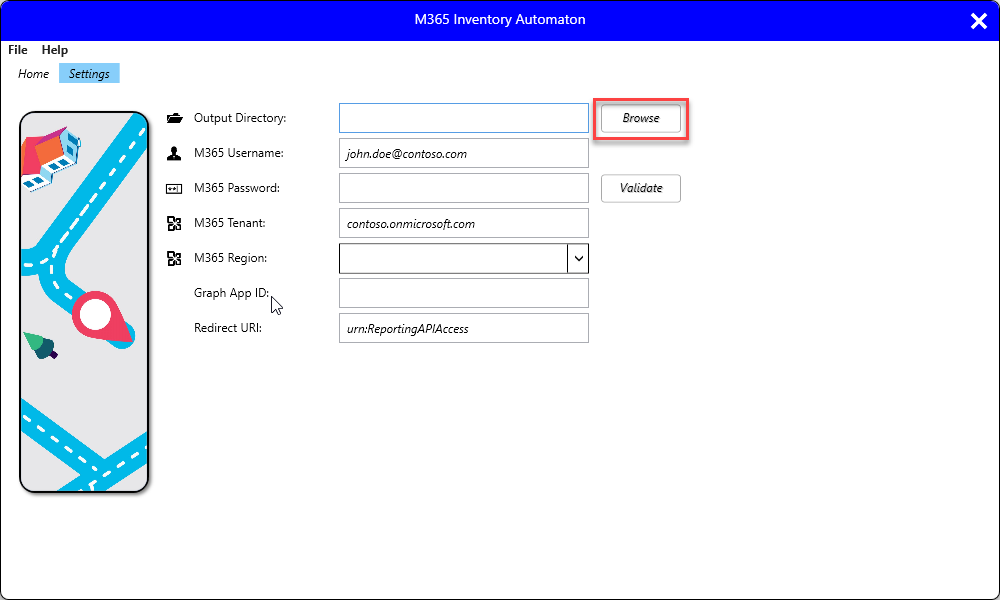 M365 Inventory Automaton
File Help
Home Settings
Output Directory: Browse
M365 Username: john.doe@contoso.com
M365 Password: Validate
M365 Tenant: contoso.onmicrosoft.com
M365 Region:
Graph App ID:
Redirect URI: urn:ReportingAPIAccess